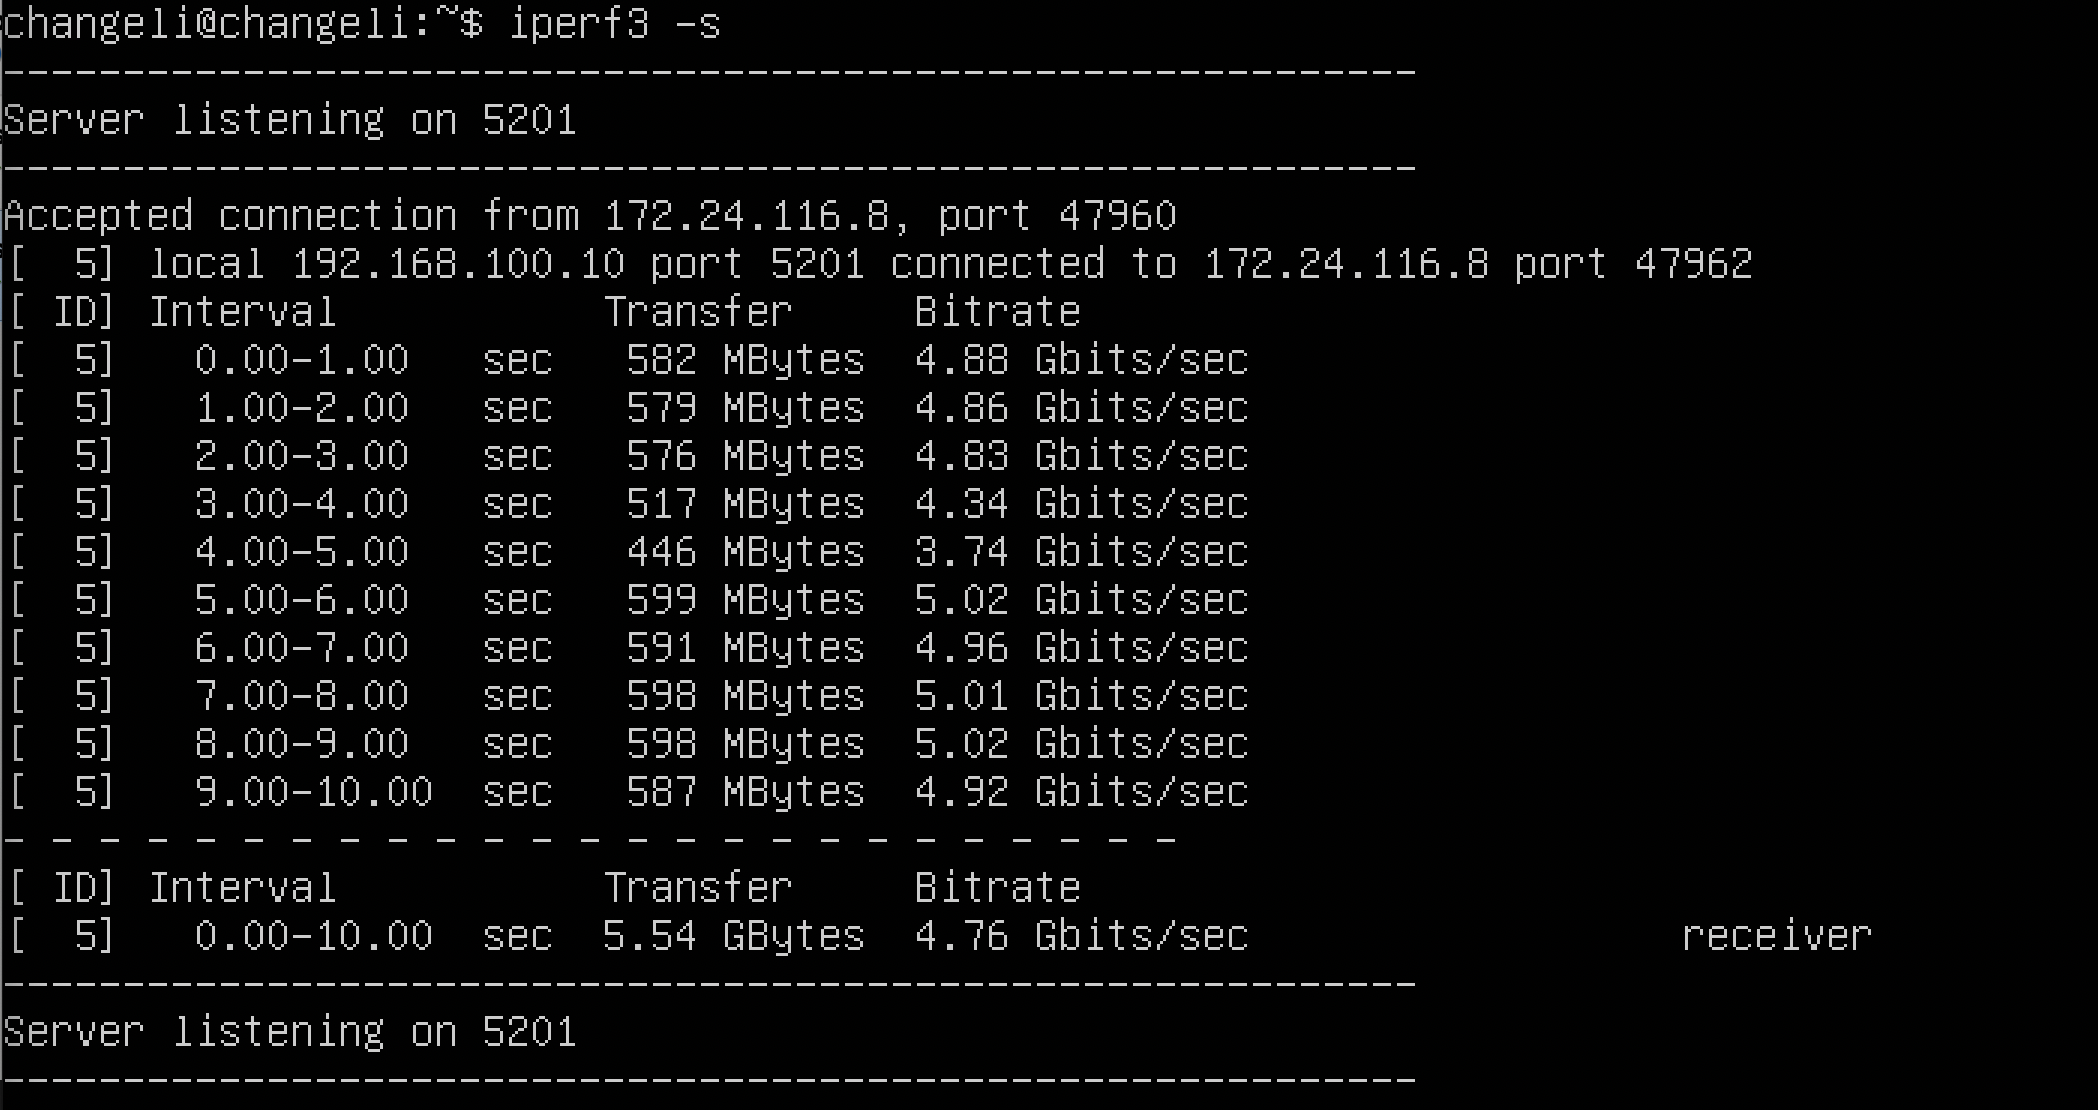 changeli@changeli:~$ iperf3 -s
-----------------------------------------------------------
Server listening on 5201
-----------------------------------------------------------
Accepted connection from 172.24.116.8, port 47960
[  5] local 192.168.100.10 port 5201 connected to 172.24.116.8 port 47962
[ ID] Interval           Transfer     Bitrate
[  5]   0.00-1.00   sec   582 MBytes  4.88 Gbits/sec
[  5]   1.00-2.00   sec   579 MBytes  4.86 Gbits/sec
[  5]   2.00-3.00   sec   576 MBytes  4.83 Gbits/sec
[  5]   3.00-4.00   sec   517 MBytes  4.34 Gbits/sec
[  5]   4.00-5.00   sec   446 MBytes  3.74 Gbits/sec
[  5]   5.00-6.00   sec   599 MBytes  5.02 Gbits/sec
[  5]   6.00-7.00   sec   591 MBytes  4.96 Gbits/sec
[  5]   7.00-8.00   sec   598 MBytes  5.01 Gbits/sec
[  5]   8.00-9.00   sec   598 MBytes  5.02 Gbits/sec
[  5]   9.00-10.00  sec   587 MBytes  4.92 Gbits/sec
- - - - - - - - - - - - - - - - - - - - - - - - -
[ ID] Interval           Transfer     Bitrate
[  5]   0.00-10.00  sec  5.54 GBytes  4.76 Gbits/sec                  receiver
-----------------------------------------------------------
Server listening on 5201
-----------------------------------------------------------